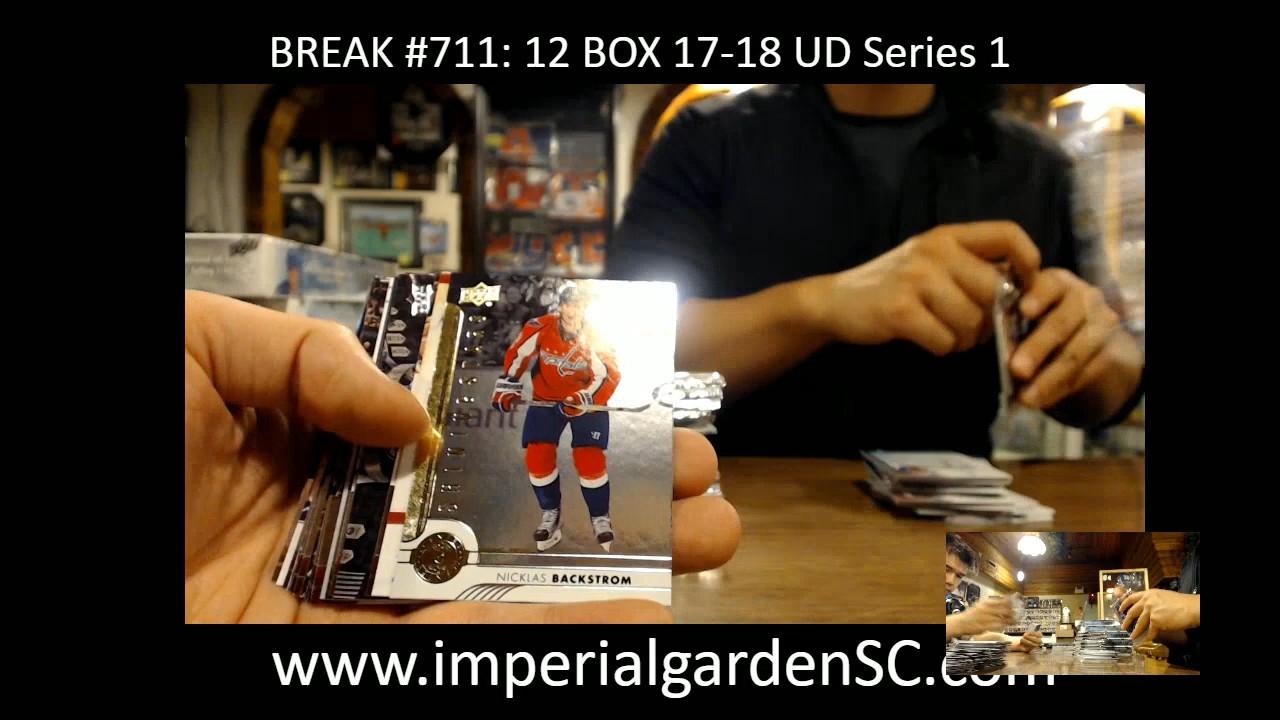 BREAK #711: 12 BOX 17-18 UD Series 1
NICKLAS BACKSTROM
www.imperialgardenSC.com